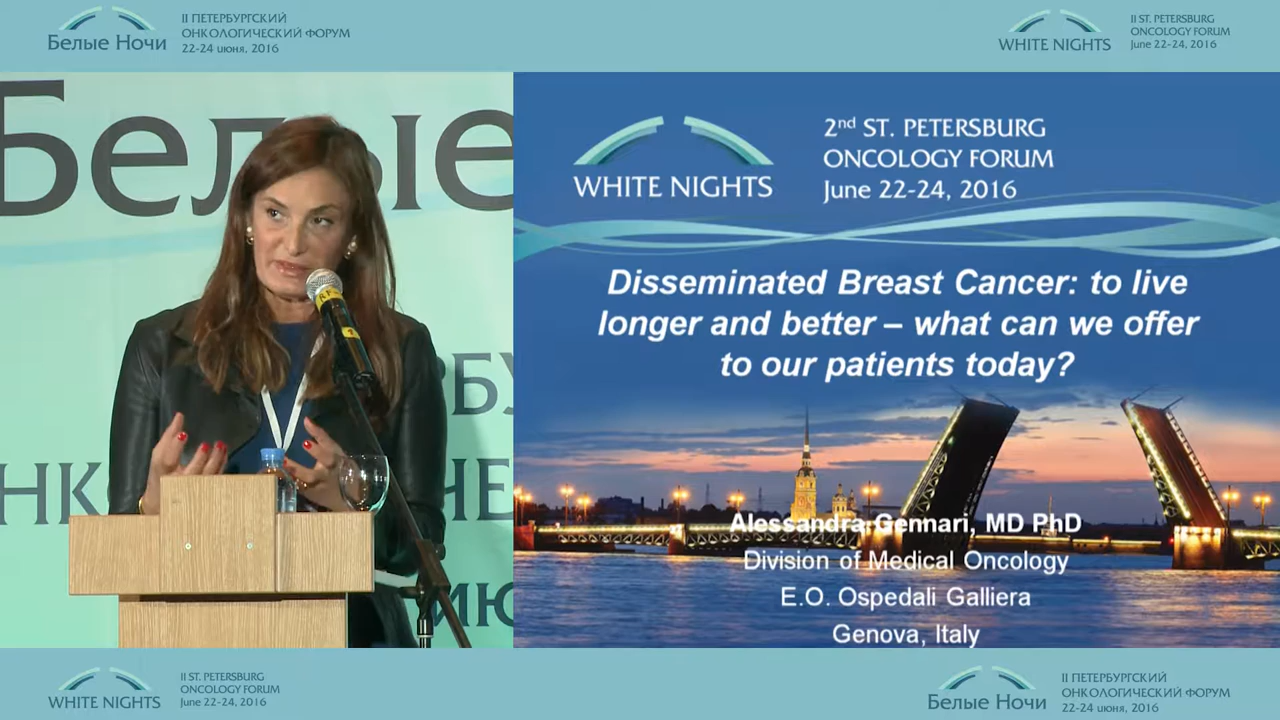 Белые Ночи
II ПЕТЕРБУРГСКИЙ
ОНКОЛОГИЧЕСКИЙ ФОРУМ
22-24 июня, 2016
WHITE NIGHTS
II ST. PETERSBURG
ONCOLOGY FORUM
June 22-24, 2016
Белые
WHITE NIGHTS
2nd ST. PETERSBURG
ONCOLOGY FORUM
June 22-24, 2016
Disseminated Breast Cancer: to live
longer and better – what can we offer
to our patients today?
Alessandra Gennari, MD PhD
Division of Medical Oncology
E.O. Ospedali Galliera
Genova, Italy
WHITE NIGHTS
II ST. PETERSBURG
ONCOLOGY FORUM
June 22-24, 2016
Белые Ночи
II ПЕТЕРБУРГСКИЙ
ОНКОЛОГИЧЕСКИЙ ФОРУМ
22-24 июня, 2016